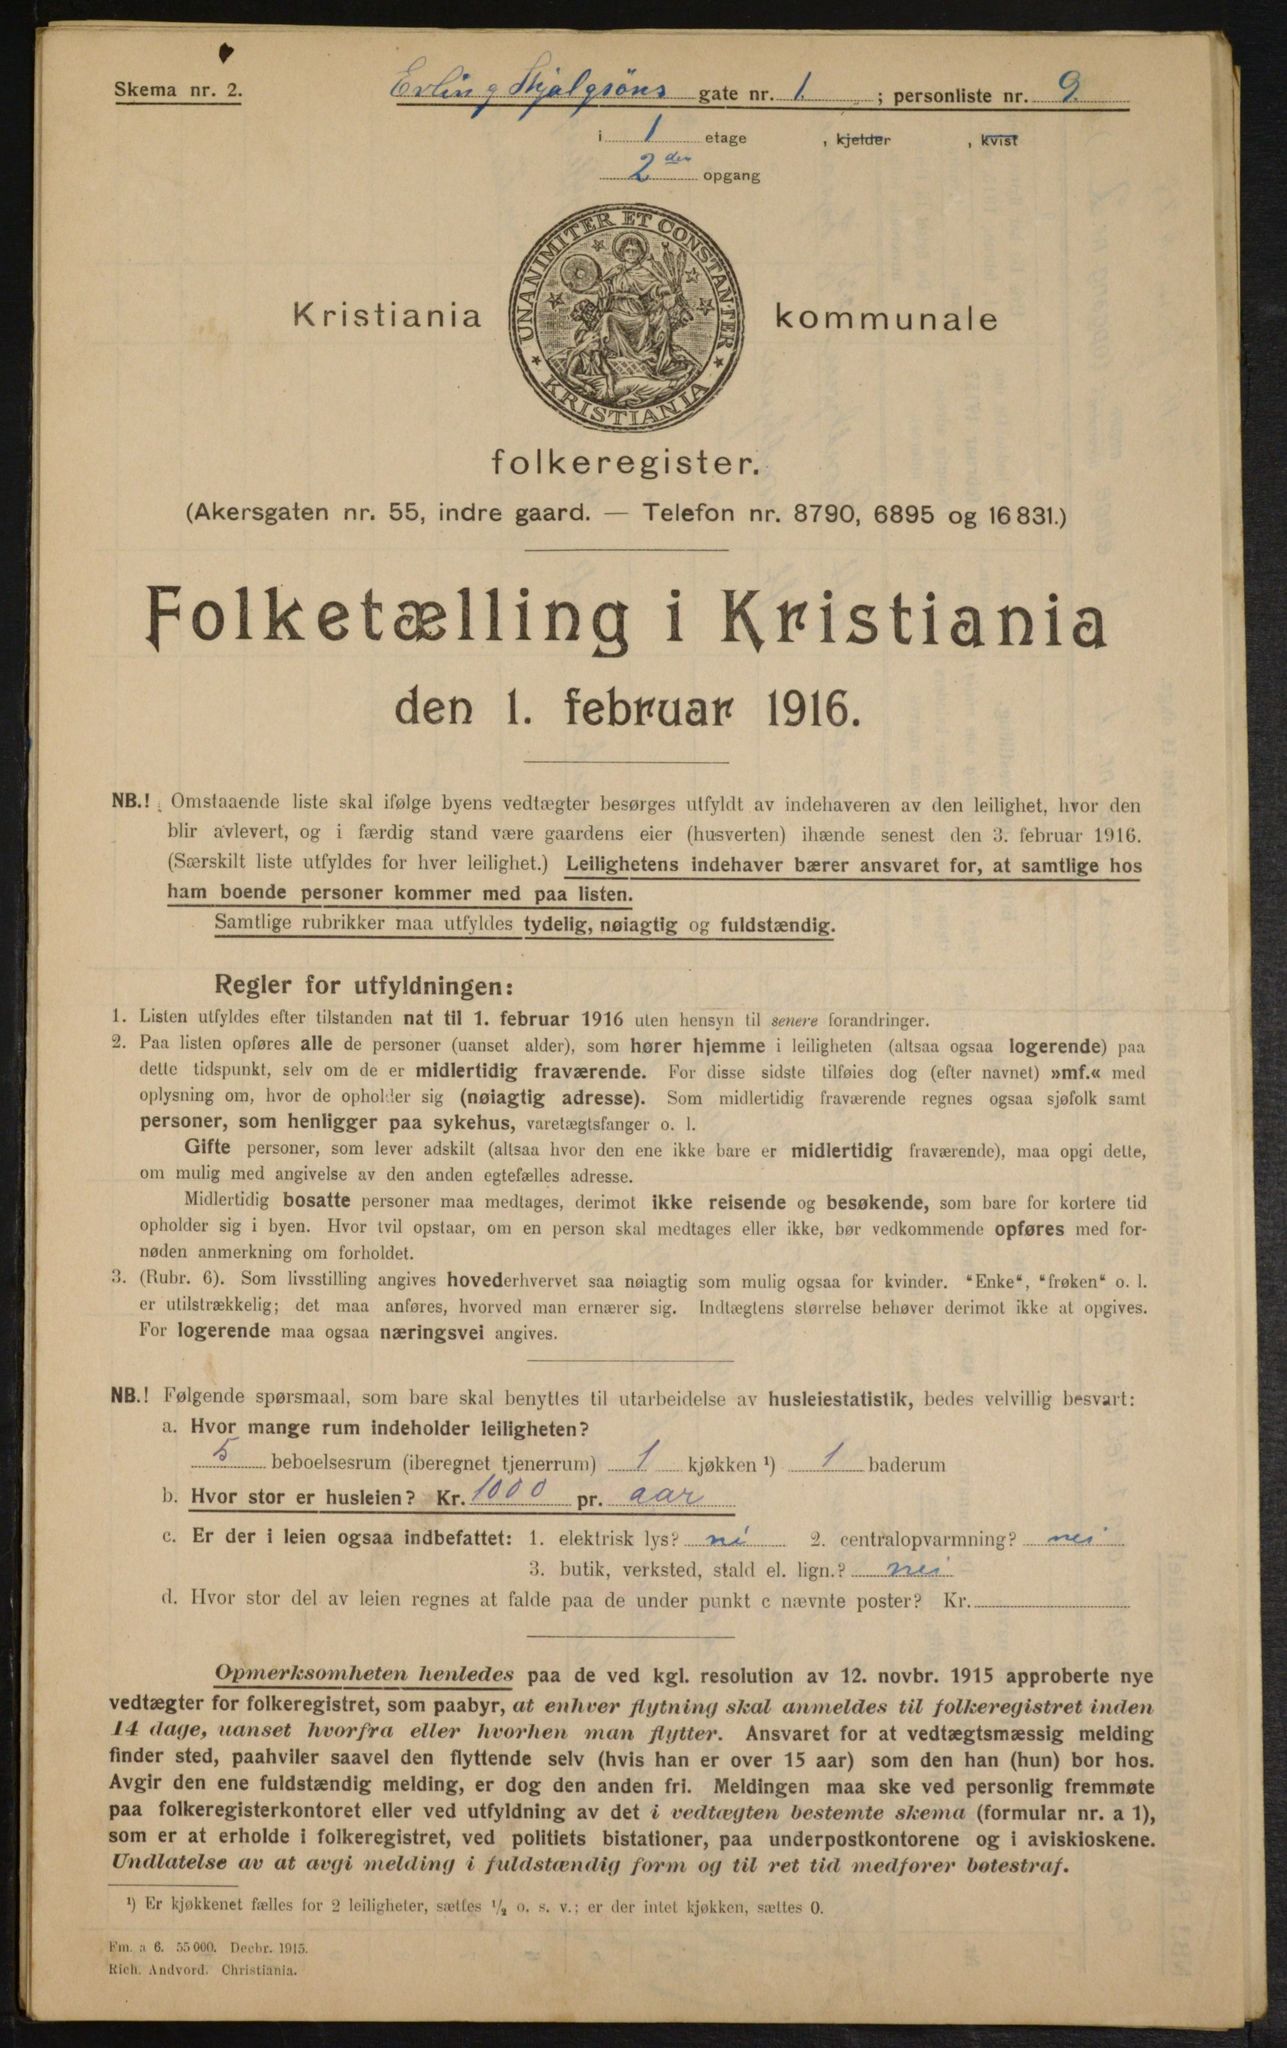 Skema nr. 2.
Erling Skjalgsöns gate nr. 1 ; personliste nr. 9.
i 1 etage , kjelder , kvist
2den opgang
UNANIMITER ET CONSTANTER
KRISTIANIA
Kristiania kommunale
folkeregister.
(Akersgaten nr. 55, indre gaard. — Telefon nr. 8790, 6895 og 16 831.)
Folketælling i Kristiania
den 1. februar 1916.
NB.! Omstaaende liste skal ifølge byens vedtægter besørges utfyldt av indehaveren av den leilighet, hvor den
blir avlevert, og i færdig stand være gaardens eier (husverten) ihænde senest den 3. februar 1916.
(Særskilt liste utfyldes for hver leilighet.) Leilighetens indehaver bærer ansvaret for, at samtlige hos
ham boende personer kommer med paa listen.
Samtlige rubrikker maa utfyldes tydelig, nøiagtig og fuldstændig.
Regler for utfyldningen:
1. Listen utfyldes efter tilstanden nat til 1. februar 1916 uten hensyn til senere forandringer.
2. Paa listen opføres alle de personer (uanset alder), som hører hjemme i leiligheten (altsaa ogsaa logerende) paa
dette tidspunkt, selv om de er midlertidig fraværende. For disse sidste tilføies dog (efter navnet) »mf.« med
oplysning om, hvor de opholder sig (nøiagtig adresse). Som midlertidig fraværende regnes ogsaa sjøfolk samt
personer, som henligger paa sykehus, varetægtsfanger o. l.
Gifte personer, som lever adskilt (altsaa hvor den ene ikke bare er midlertidig fraværende), maa opgi dette,
om mulig med angivelse av den anden egtefælles adresse.
Midlertidig bosatte personer maa medtages, derimot ikke reisende og besøkende, som bare for kortere tid
opholder sig i byen. Hvor tvil opstaar, om en person skal medtages eller ikke, bør vedkommende opføres med for-
nøden anmerkning om forholdet.
3. (Rubr. 6). Som livsstilling angives hovederhvervet saa nøiagtig som mulig ogsaa for kvinder. "Enke", "frøken" o. l.
er utilstrækkelig; det maa anføres, hvorved man ernærer sig. Indtægtens størrelse behøver derimot ikke at opgives.
For logerende maa ogsaa næringsvei angives.
NB.! Følgende spørsmaal, som bare skal benyttes til utarbeidelse av husleiestatistik, bedes velvillig besvart:
a. Hvor mange rum indeholder leiligheten?
5 beboelsesrum (iberegnet tjenerrum) 1 kjøkken ¹) 1 baderum
b. Hvor stor er husleien? Kr. 1000 pr. aar
c. Er der i leien ogsaa indbefattet: 1. elektrisk lys? nei 2. centralopvarmning? nei
3. butik, verksted, stald el. lign.? nei
d. Hvor stor del av leien regnes at falde paa de under punkt c nævnte poster? Kr.
Opmerksomheten henledes paa de ved kgl. resolution av 12. novbr. 1915 approberte nye
vedtægter for folkeregistret, som paabyr, at enhver flytning skal anmeldes til folkeregistret inden
14 dage, uanset hvorfra eller hvorhen man flytter. Ansvaret for at vedtægtsmæssig melding
finder sted, paahviler saavel den flyttende selv (hvis han er over 15 aar) som den han (hun) bor hos.
Avgir den ene fuldstændig melding, er dog den anden fri. Meldingen maa ske ved personlig fremmøte
paa folkeregisterkontoret eller ved utfyldning av det i vedtægten bestemte skema (formular nr. a 1),
som er at erholde i folkeregistret, ved politiets bistationer, paa underpostkontorene og i aviskioskene.
Undlatelse av at avgi melding i fuldstændig form og til ret tid medfører bøtestraf.
¹) Er kjøkkenet fælles for 2 leiligheter, sættes ½ o. s. v.; er der intet kjøkken, sættes 0.
Fm. a 6. 55 000. Decbr. 1915.
Rich. Andvord. Christiania.